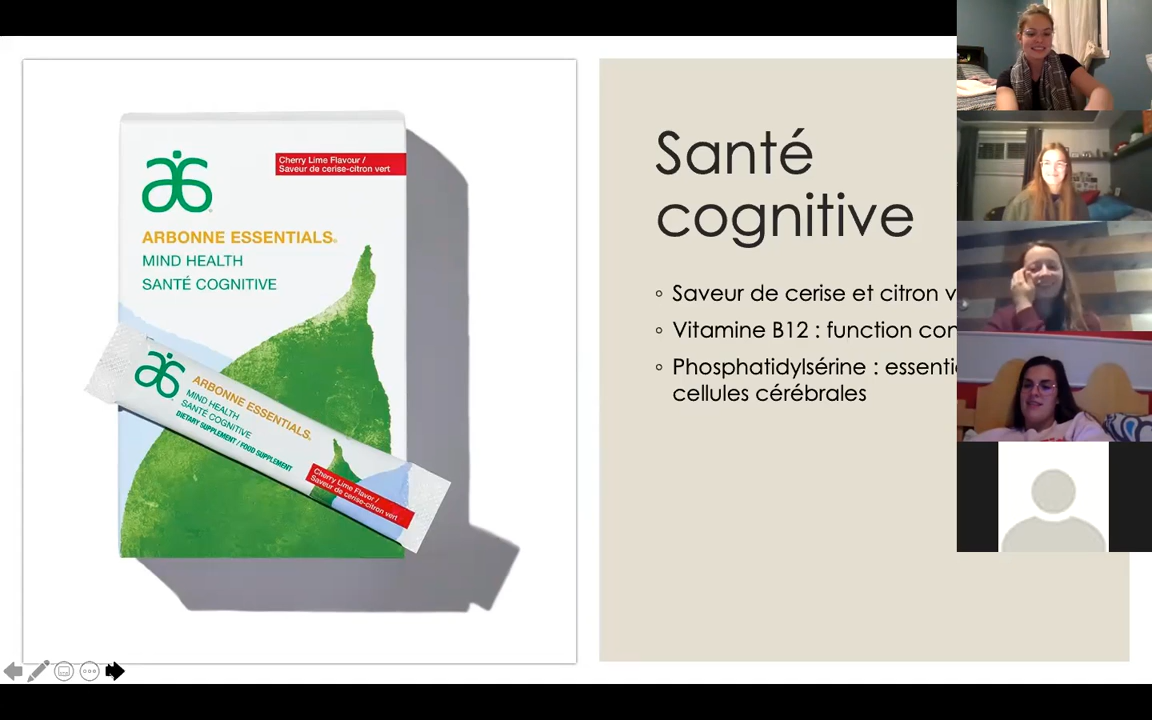 Cherry Lime Flavour /
Saveur de cerise-citron vert
ARBONNE ESSENTIALS
MIND HEALTH
SANTÉ COGNITIVE
ARBONNE ESSENTIALS
MIND HEALTH
SANTÉ COGNITIVE
DIETARY SUPPLEMENT / FOOD SUPPLEMENT
Cherry Lime Flavor /
Saveur de cerise-citron vert
Santé
cognitive
Saveur de cerise et citron v
Vitamine B12 : function con
Phosphatidylsérine : essenti
cellules cérébrales